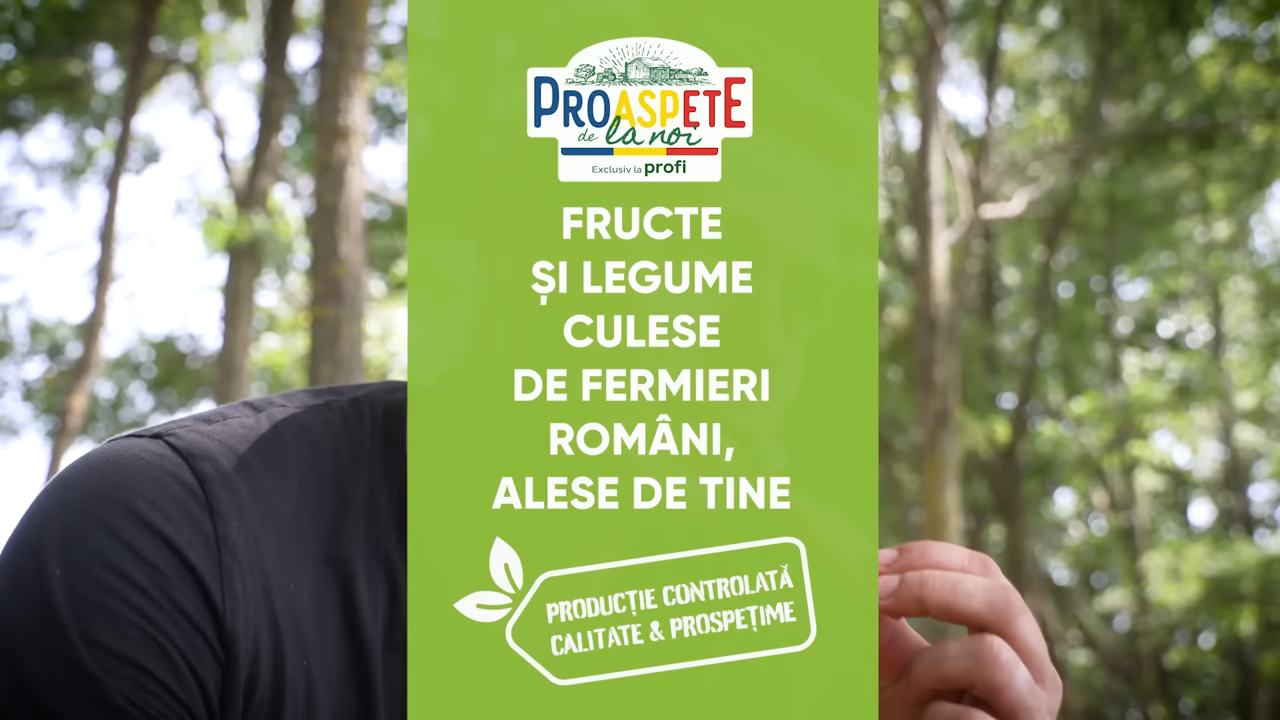 PROASPETE
de la noi
Exclusiv la profi
FRUCTE
ȘI LEGUME
CULESE
DE FERMIERI
ROMÂNI,
ALESE DE TINE
PRODUCȚIE CONTROLATĂ
CALITATE & PROSPEȚIME